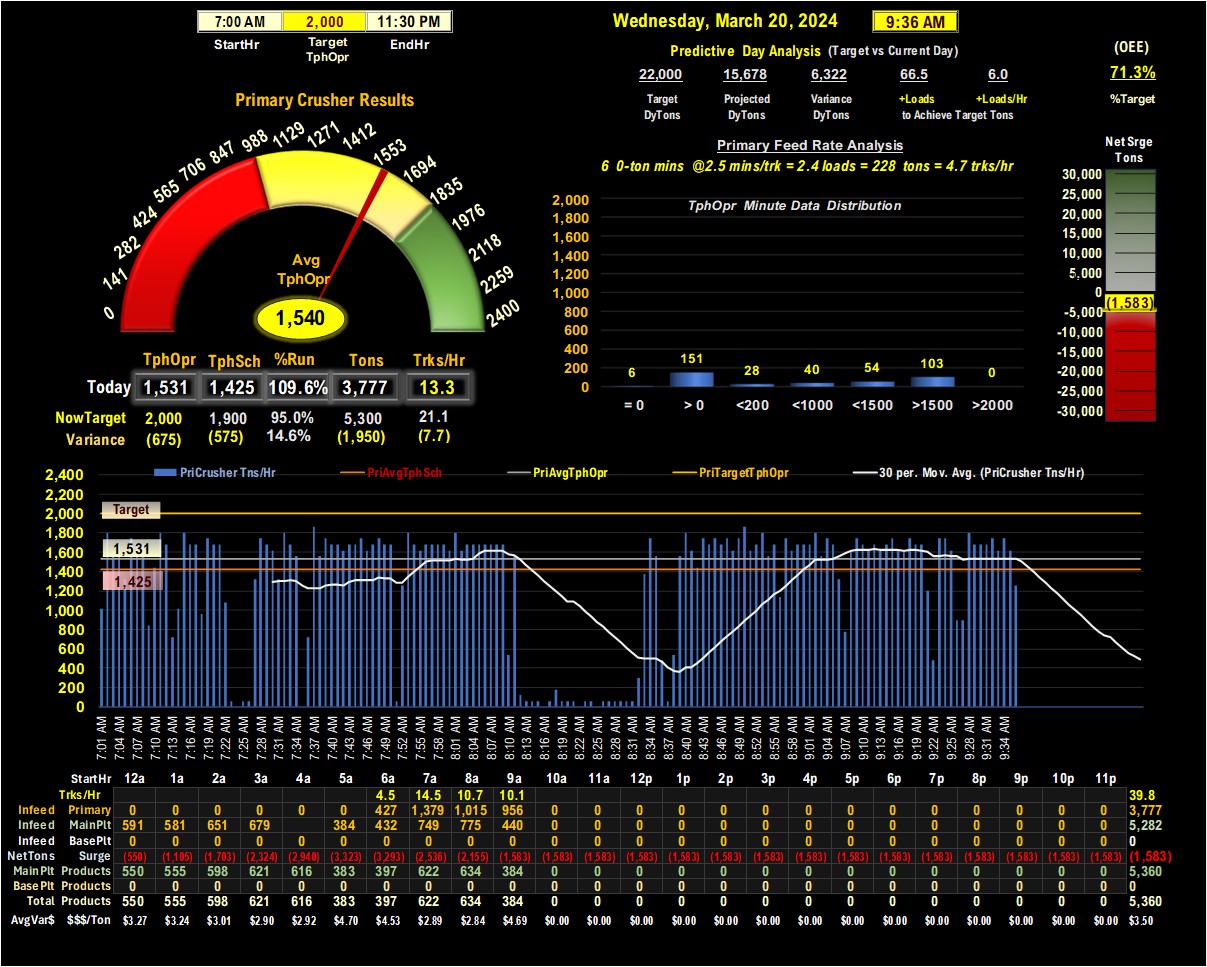 7:00 AM 2,000 11:30 PM
StartHr Target TphOpr EndHr
Wednesday, March 20, 2024 9:36 AM
Predictive Day Analysis (Target vs Current Day)
22,000 15,678 6,322 66.5 6.0
Target Projected Variance +Loads +Loads/Hr
DyTons DyTons DyTons to Achieve Target Tons
(OEE)
71.3%
%Target
Primary Crusher Results
0 141 282 424 565 706 847 988 1129 1271 1412 1553 1694 1835 1976 2118 2259 2400
Avg
TphOpr
1,540
Primary Feed Rate Analysis
6 0-ton mins @2.5 mins/trk = 2.4 loads = 228 tons = 4.7 trks/hr
TphOpr Minute Data Distribution
2,000
1,800
1,600
1,400
1,200
1,000
800
600
400
200
0
6 151 28 40 54 103 0
= 0 > 0 <200 <1000 <1500 >1500 >2000
Net Srge
Tons
30,000
25,000
20,000
15,000
10,000
5,000
0
(1,583)
-5,000
-10,000
-15,000
-20,000
-25,000
-30,000
TphOpr TphSch %Run Tons Trks/Hr
Today 1,531 1,425 109.6% 3,777 13.3
NowTarget 2,000 1,900 95.0% 5,300 21.1
Variance (675) (575) 14.6% (1,950) (7.7)
PriCrusher Tns/Hr PriAvgTphSch PriAvgTphOpr PriTargetTphOpr 30 per. Mov. Avg. (PriCrusher Tns/Hr)
2,400
2,200
2,000
1,800
1,600
1,400
1,200
1,000
800
600
400
200
0
Target
1,531
1,425
7:01 AM 7:04 AM 7:07 AM 7:10 AM 7:13 AM 7:16 AM 7:19 AM 7:22 AM 7:25 AM 7:28 AM 7:31 AM 7:34 AM 7:37 AM 7:40 AM 7:43 AM 7:46 AM 7:49 AM 7:52 AM 7:55 AM 7:58 AM 8:01 AM 8:04 AM 8:07 AM 8:10 AM 8:13 AM 8:16 AM 8:19 AM 8:22 AM 8:25 AM 8:28 AM 8:31 AM 8:34 AM 8:37 AM 8:40 AM 8:43 AM 8:46 AM 8:49 AM 8:52 AM 8:55 AM 8:58 AM 9:01 AM 9:04 AM 9:07 AM 9:10 AM 9:13 AM 9:16 AM 9:19 AM 9:22 AM 9:25 AM 9:28 AM 9:31 AM 9:34 AM
StartHr 12a 1a 2a 3a 4a 5a 6a 7a 8a 9a 10a 11a 12p 1p 2p 3p 4p 5p 6p 7p 8p 9p 10p 11p
Trks/Hr 4.5 14.5 10.7 10.1 39.8
Infeed Primary 0 0 0 0 0 0 427 1,379 1,015 956 0 0 0 0 0 0 0 0 0 0 0 0 0 0 3,777
Infeed MainPlt 591 581 651 679 384 432 749 775 440 0 0 0 0 0 0 0 0 0 0 0 0 0 0 5,282
Infeed BasePlt 0 0 0 0 0 0 0 0 0 0 0 0 0 0 0 0 0 0 0 0 0 0 0 0
NetTons Surge (550) (1,105) (1,703) (2,324) (2,940) (3,323) (3,293) (2,536) (2,155) (1,583) (1,583) (1,583) (1,583) (1,583) (1,583) (1,583) (1,583) (1,583) (1,583) (1,583) (1,583) (1,583) (1,583) (1,583) (1,583)
MainPlt Products 550 555 598 621 616 383 397 622 634 384 0 0 0 0 0 0 0 0 0 0 0 0 0 0 5,360
BasePlt Products 0 0 0 0 0 0 0 0 0 0 0 0 0 0 0 0 0 0 0 0 0 0 0 0 0
Total Products 550 555 598 621 616 383 397 622 634 384 0 0 0 0 0 0 0 0 0 0 0 0 0 0 5,360
AvgVar$ $$$/Ton $3.27 $3.24 $3.01 $2.90 $2.92 $4.70 $4.53 $2.89 $2.84 $4.69 $0.00 $0.00 $0.00 $0.00 $0.00 $0.00 $0.00 $0.00 $0.00 $0.00 $0.00 $0.00 $0.00 $0.00 $3.50